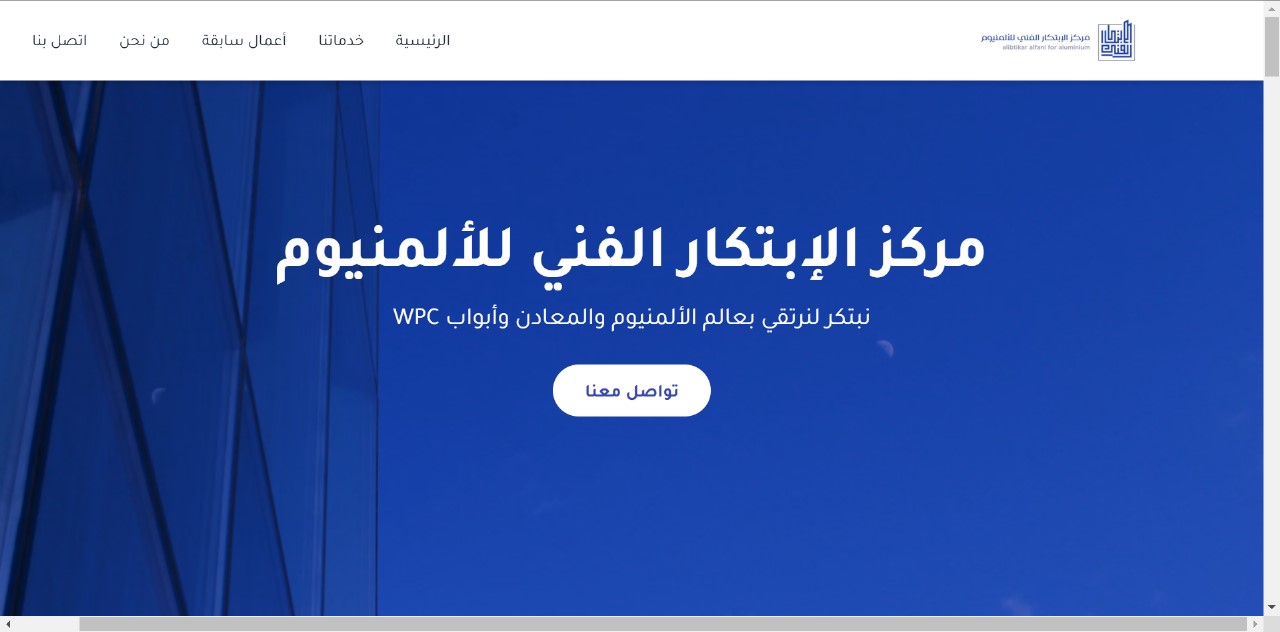 مركز الإبتكار الفني للألمنيوم
alibtikar alfani for aluminium
الرئيسية
خدماتنا
أعمال سابقة
من نحن
اتصل بنا
مركز الإبتكار الفني للألمنيوم
نبتكر لنرتقي بعالم الألمنيوم والمعادن وأبواب WPC
تواصل معنا